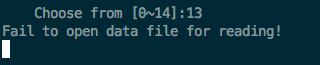 Choose from [0~14]:13
Fail to open data file for reading!